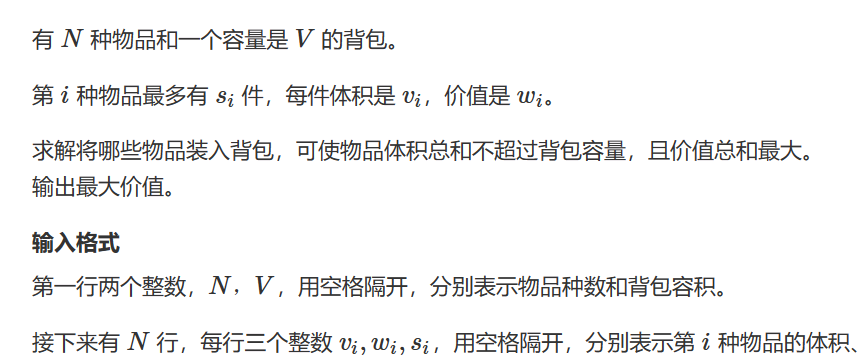 有 N 种物品和一个容量是 V 的背包。
第 i 种物品最多有 sᵢ 件，每件体积是 vᵢ，价值是 wᵢ。
求解将哪些物品装入背包，可使物品体积总和不超过背包容量，且价值总和最大。
输出最大价值。
输入格式
第一行两个整数，N，V，用空格隔开，分别表示物品种数和背包容积。
接下来有 N 行，每行三个整数 vᵢ, wᵢ, sᵢ，用空格隔开，分别表示第 i 种物品的体积、